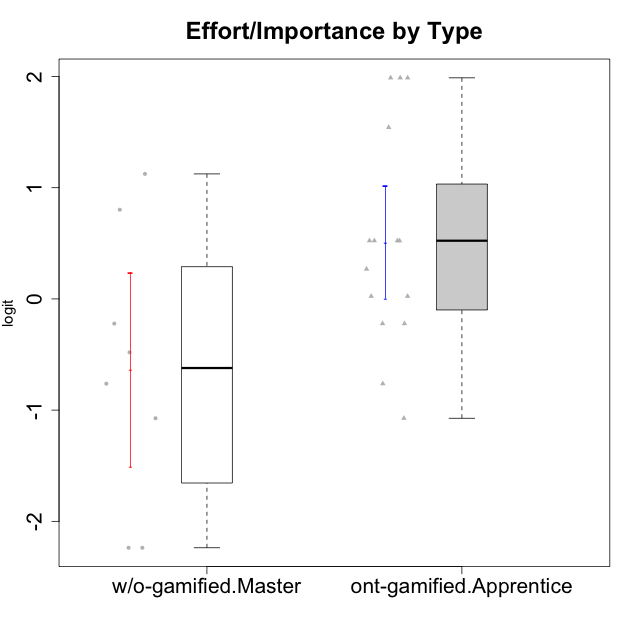 Effort/Importance by Type
2
1
0
-1
-2
logit
w/o-gamified.Master
ont-gamified.Apprentice